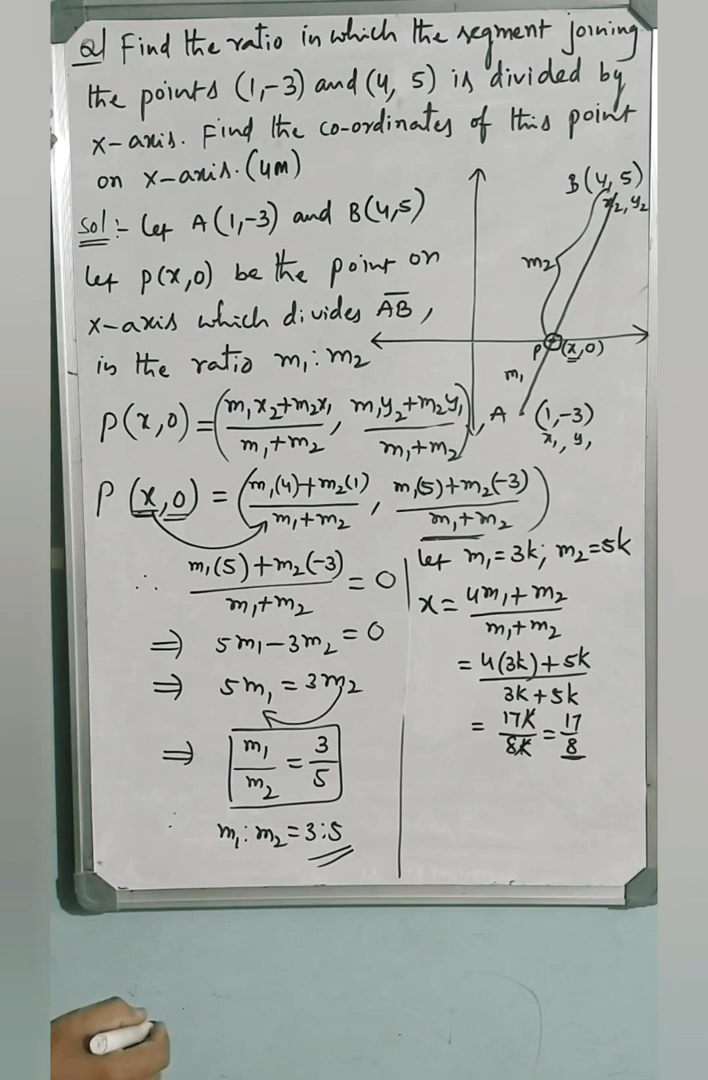 Q| Find the ratio in which the segment joining
the points (1,-3) and (4, 5) is divided by
x-axis. Find the co-ordinates of this point
on x-axis. (4m)
Sol:- Let A(1,-3) and B(4,5)
let P(x,0) be the point on
x-axis which divides AB,
in the ratio m₁:m₂
P(x,0) = (m₁x₂+m₂x₁/m₁+m₂, m₁y₂+m₂y₁/m₁+m₂)
P(x,0) = (m₁(4)+m₂(1)/m₁+m₂, m₁(5)+m₂(-3)/m₁+m₂)
∴ m₁(5)+m₂(-3)/m₁+m₂ = 0
⇒ 5m₁-3m₂=0
⇒ 5m₁=3m₂
⇒ m₁/m₂ = 3/5
∴ m₁:m₂=3:5
let m₁=3k; m₂=5k
x = 4m₁+m₂/m₁+m₂
= 4(3k)+5k/3k+5k
= 17k/8k = 17/8
B(4,5)
x₂,y₂
m₂
P (x,0)
m₁
A (1,-3)
x₁, y₁